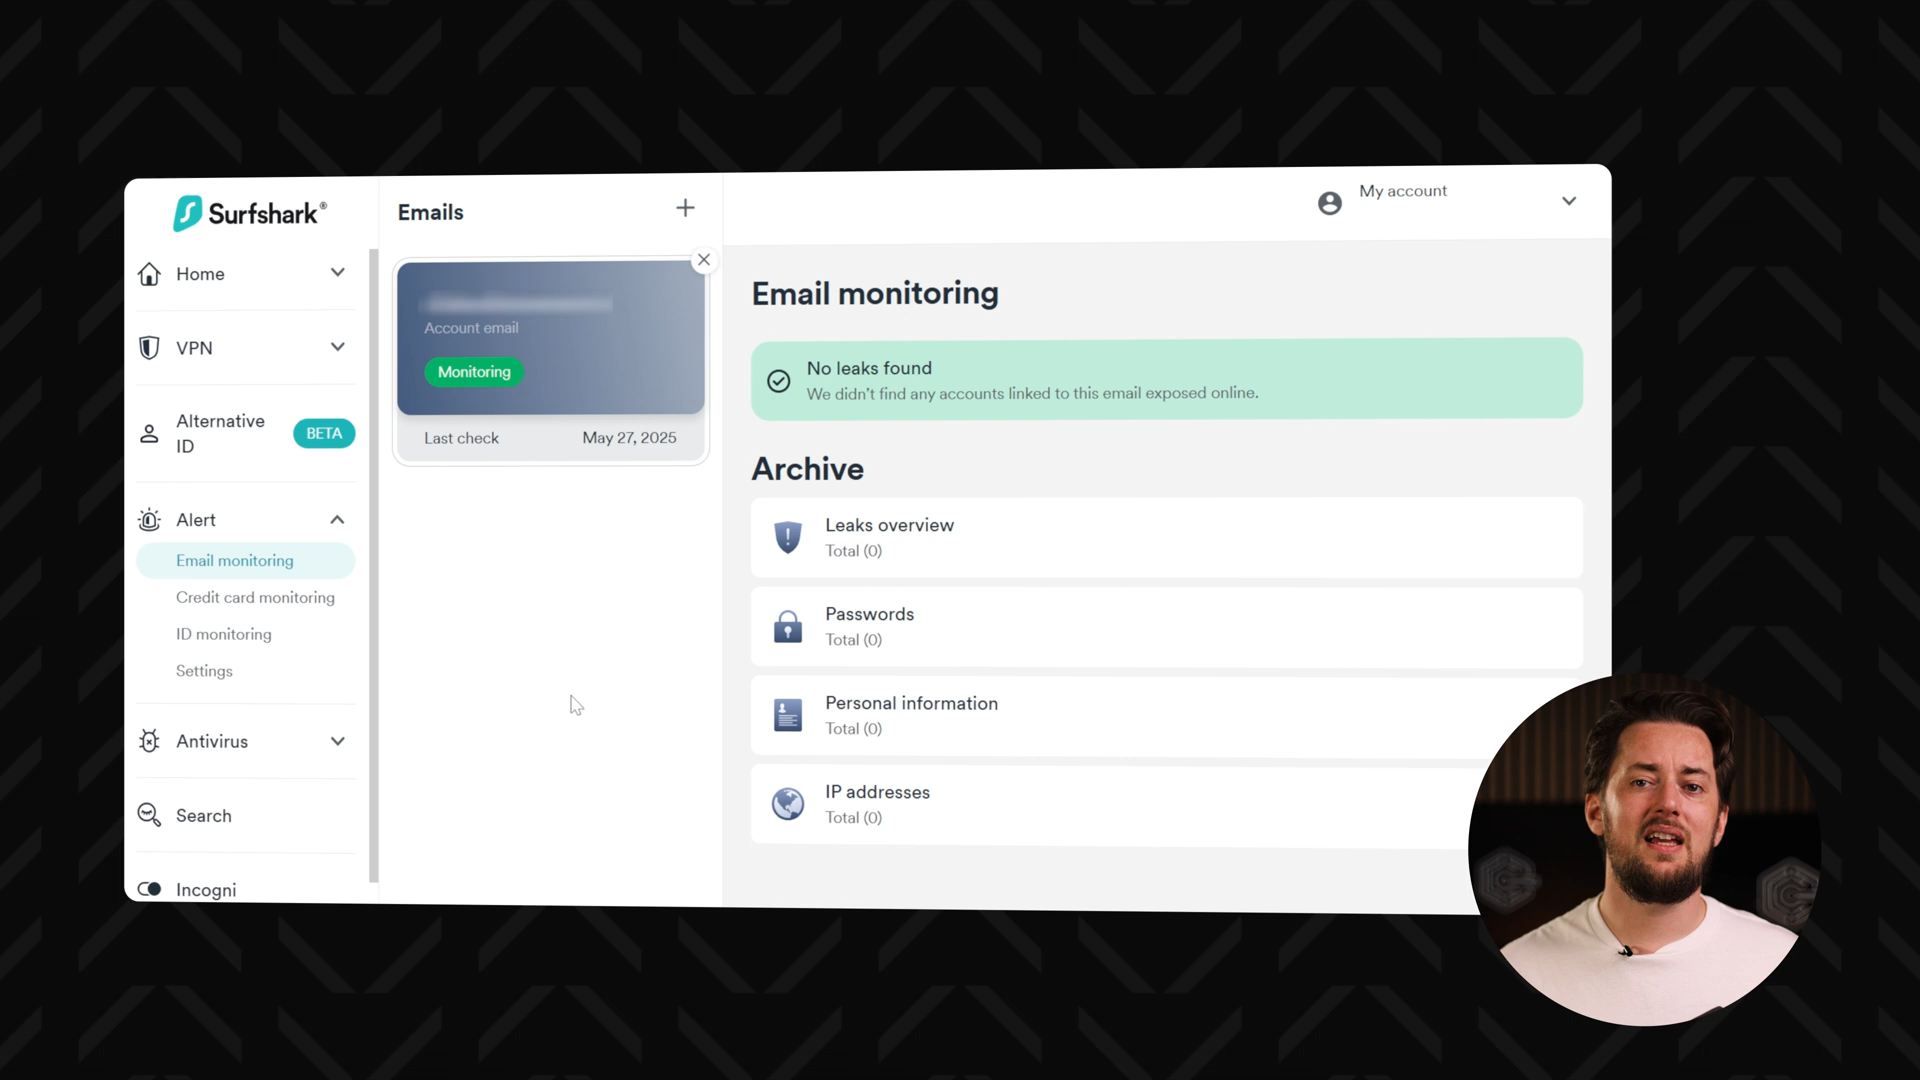 Surfshark®
Home
VPN
Alternative
ID
BETA
Alert
Email monitoring
Credit card monitoring
ID monitoring
Settings
Antivirus
Search
Incogni
Emails
Account email
Monitoring
Last check
May 27, 2025
My account
Email monitoring
No leaks found
We didn't find any accounts linked to this email exposed online.
Archive
Leaks overview
Total (0)
Passwords
Total (0)
Personal information
Total (0)
IP addresses
Total (0)